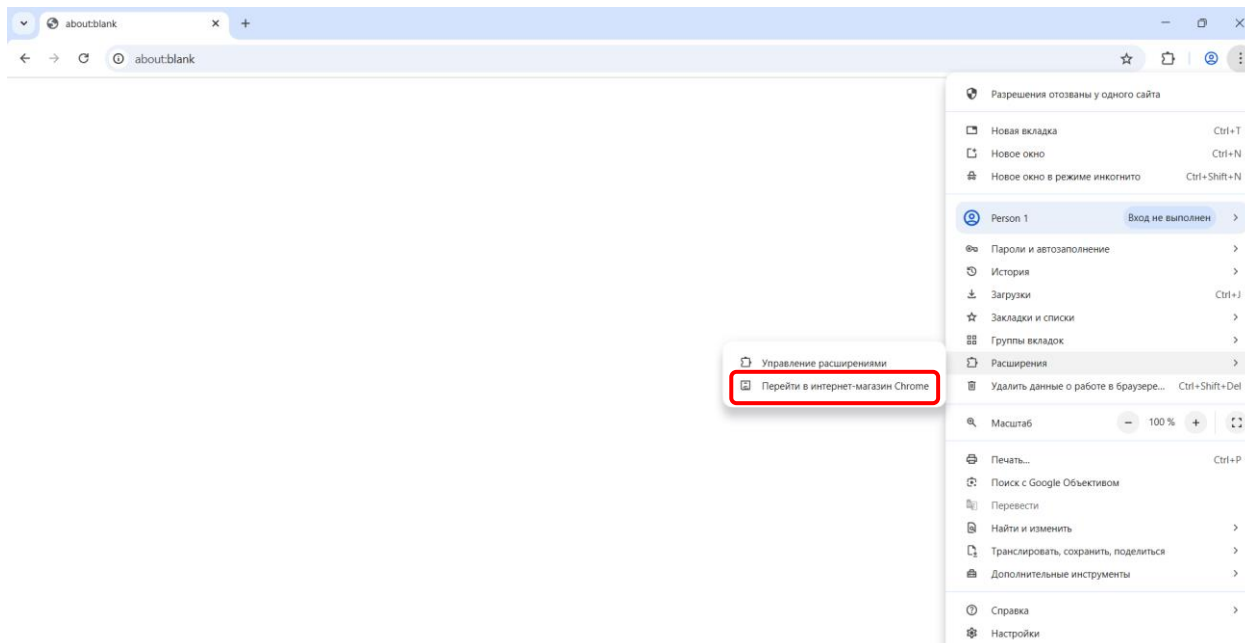 about:blank
about:blank
Разрешения отозваны у одного сайта
Новая вкладка Ctrl+T
Новое окно Ctrl+N
Новое окно в режиме инкогнито Ctrl+Shift+N
Person 1 Вход не выполнен
Пароли и автозаполнение
История
Загрузки Ctrl+J
Закладки и списки
Группы вкладок
Расширения
Управление расширениями
Перейти в интернет-магазин Chrome
Удалить данные о работе в браузере... Ctrl+Shift+Del
Масштаб − 100 % +
Печать... Ctrl+P
Поиск с Google Объективом
Перевести
Найти и изменить
Транслировать, сохранить, поделиться
Дополнительные инструменты
Справка
Настройки